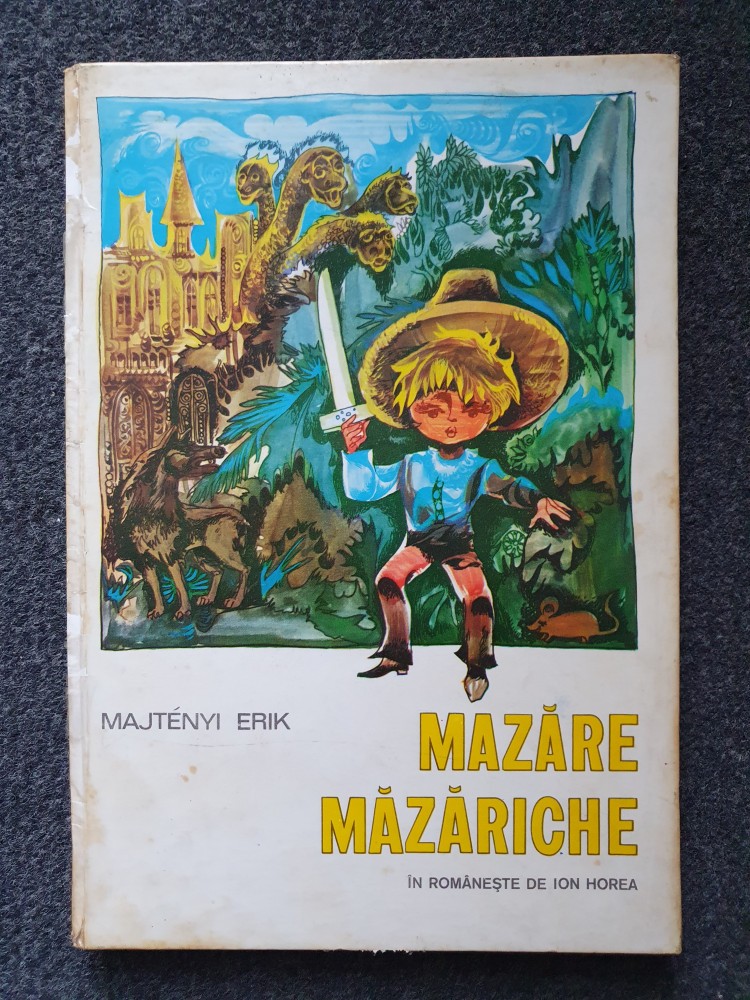 MAJTÉNYI ERIK
MAZĂRE
MĂZĂRICHE
ÎN ROMÂNEȘTE DE ION HOREA